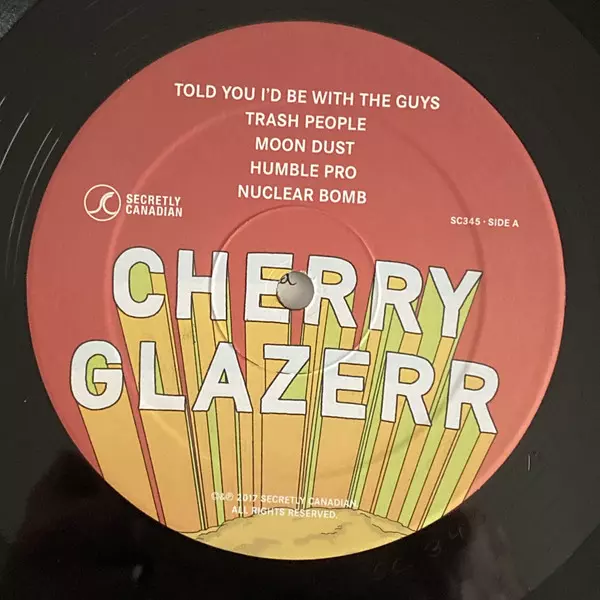 TOLD YOU I'D BE WITH THE GUYS
TRASH PEOPLE
MOON DUST
HUMBLE PRO
NUCLEAR BOMB
SECRETLY
CANADIAN
SC345 · SIDE A
CHERRY
GLAZERR
©&℗ 2017 SECRETLY CANADIAN
ALL RIGHTS RESERVED.